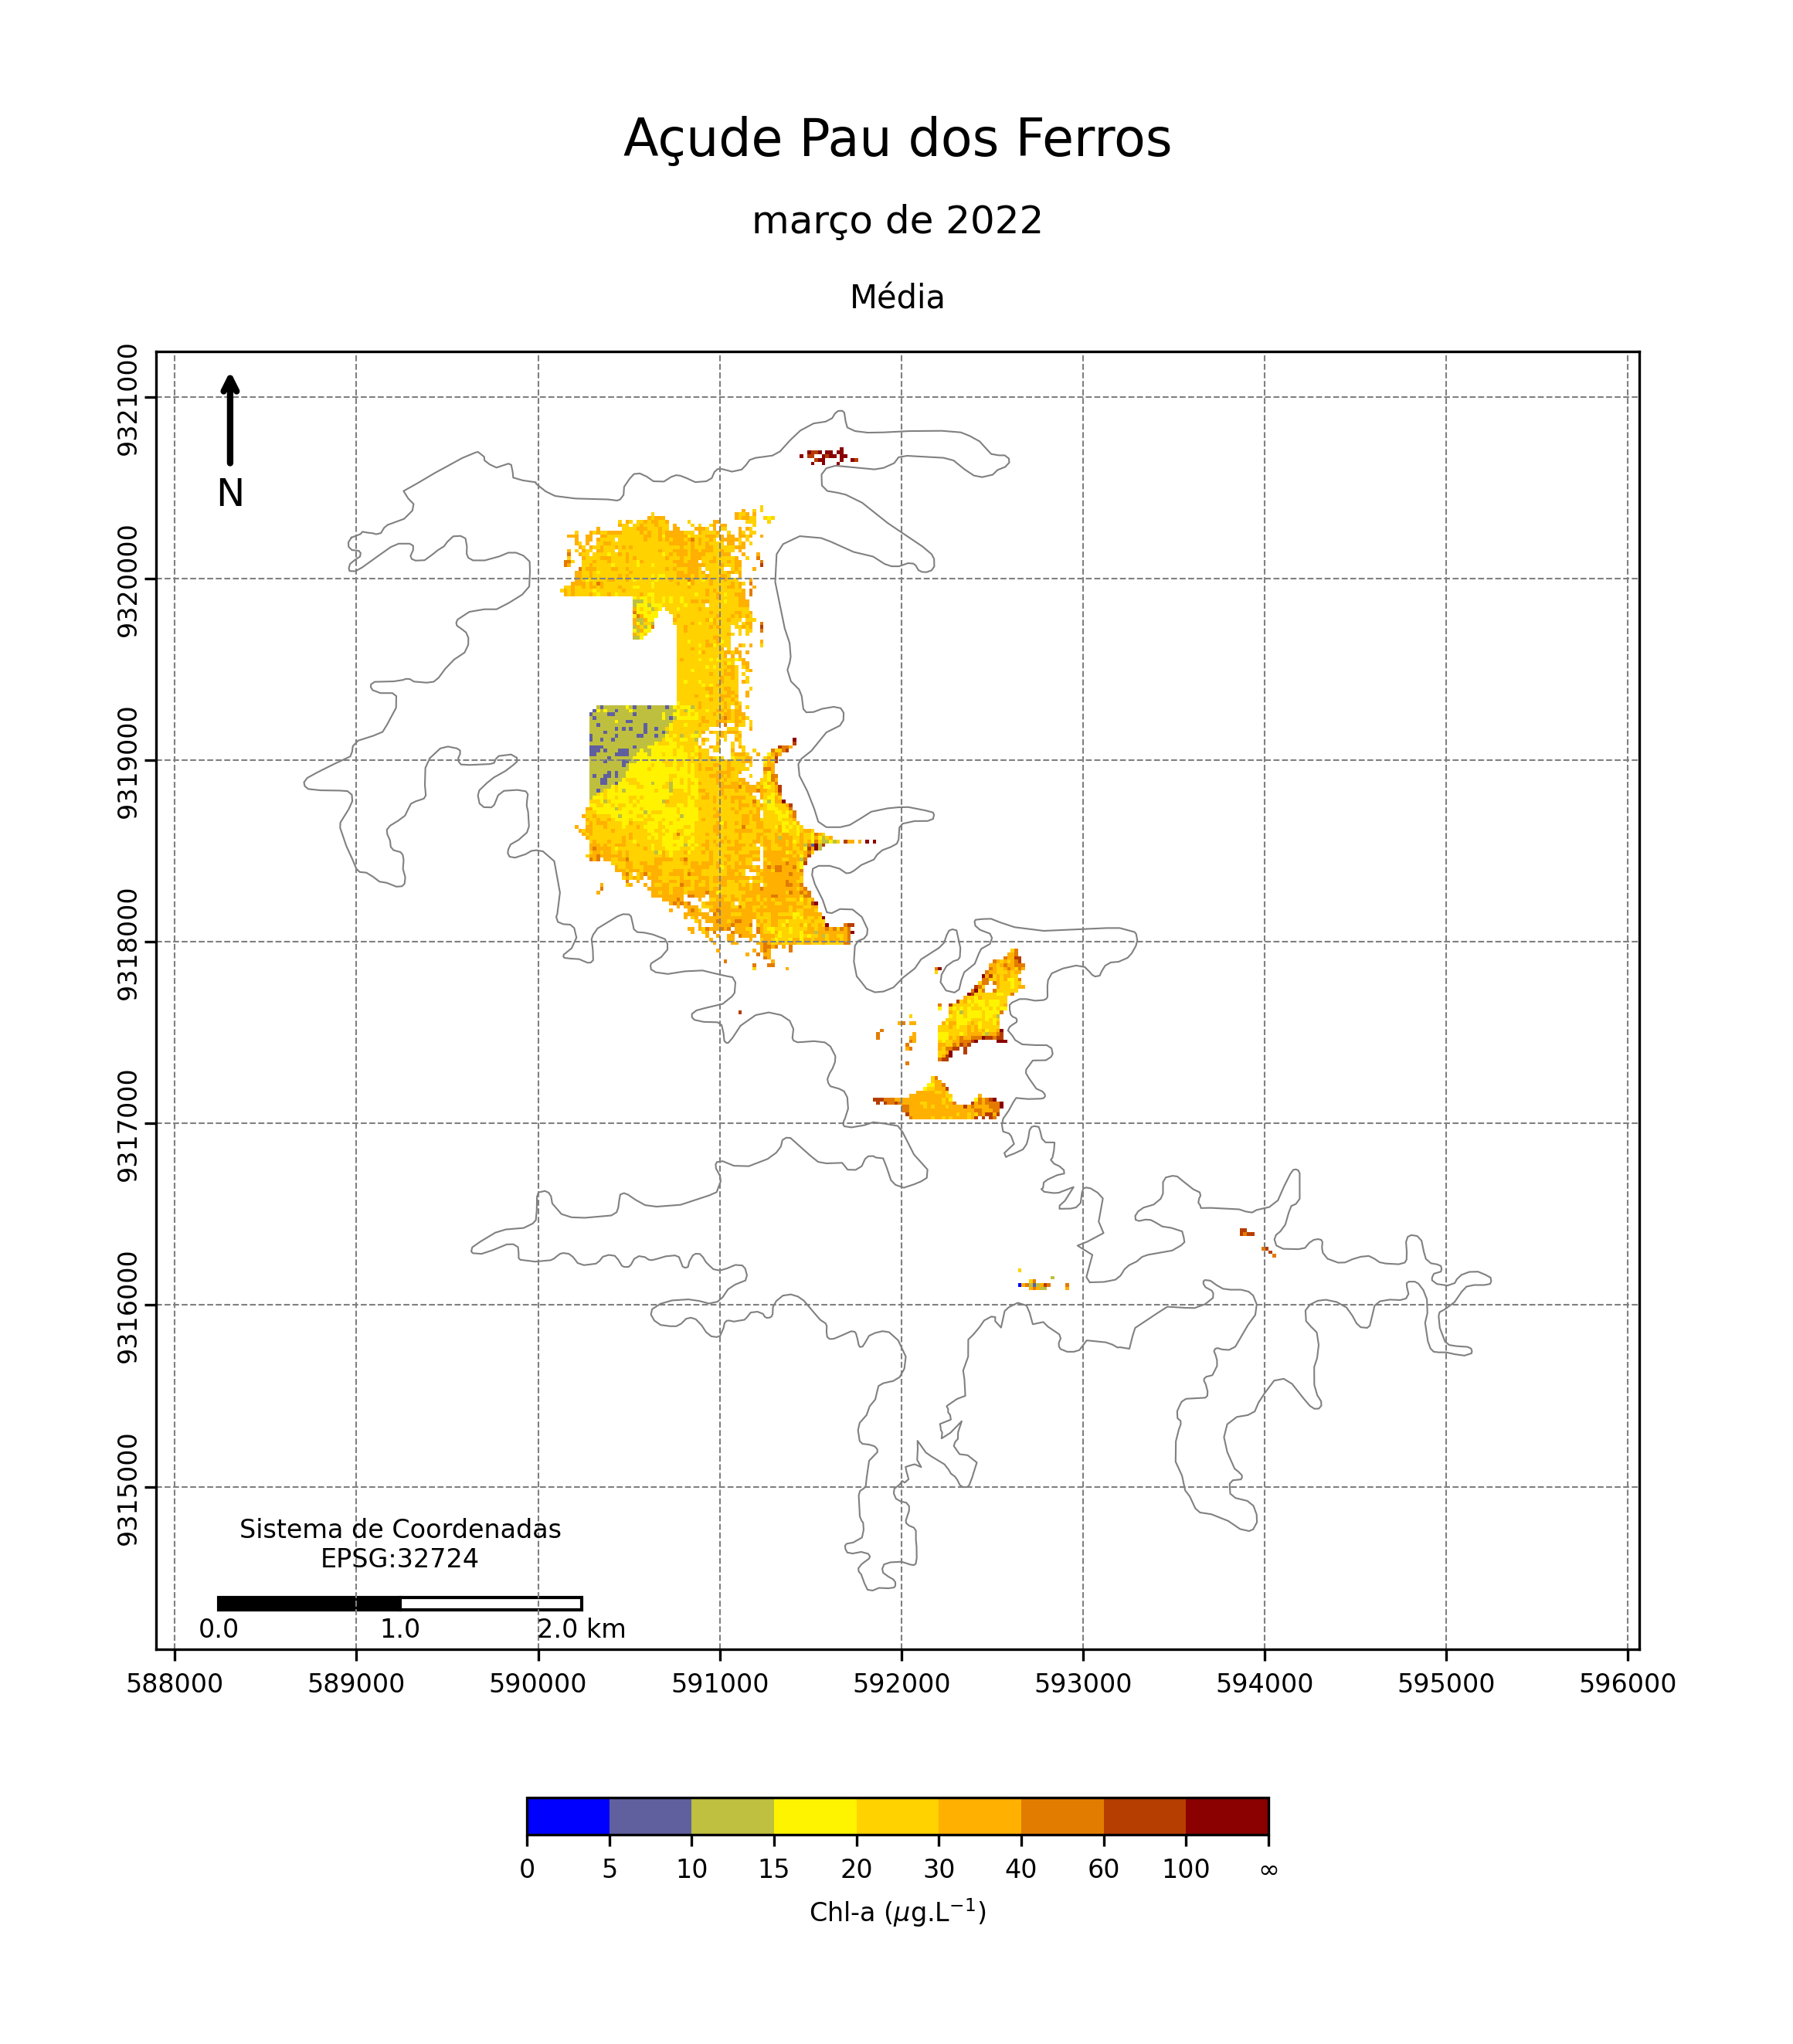 Açude Pau dos Ferros
março de 2022
Média
9321000
9320000
9319000
9318000
9317000
9316000
9315000
N
Sistema de Coordenadas
EPSG:32724
0.0 1.0 2.0 km
588000 589000 590000 591000 592000 593000 594000 595000 596000
0 5 10 15 20 30 40 60 100 ∞
Chl-a (μg.L⁻¹)